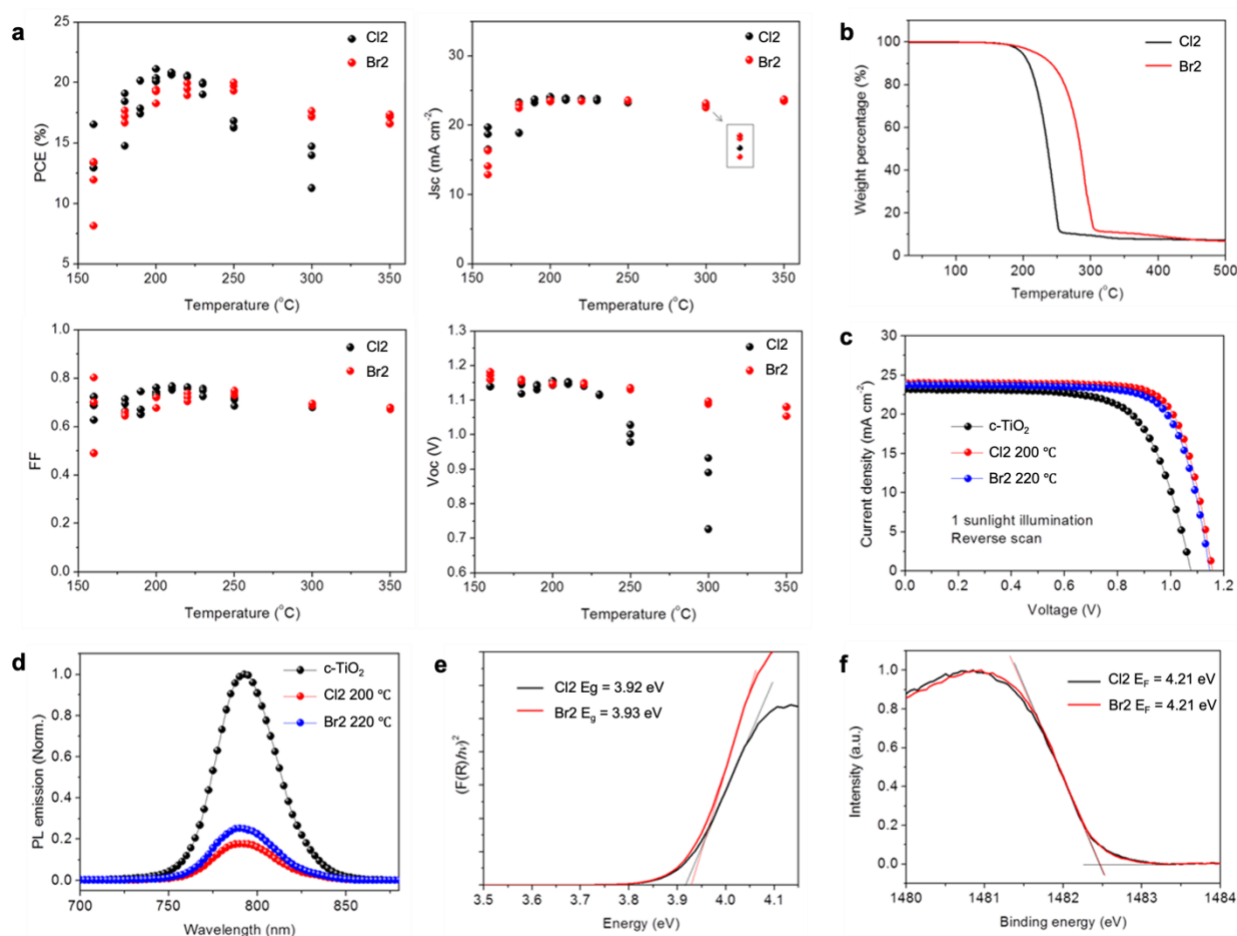 a
PCE (%)
25
20
15
10
5
150
200
250
300
350
Temperature (°C)
Cl2
Br2
Jsc (mA cm⁻²)
36
24
12
0
150
200
250
300
350
Temperature (°C)
Cl2
Br2
b
Weight percentage (%)
100
80
60
40
20
0
100
200
300
400
500
Temperature (°C)
Cl2
Br2
FF
1.0
0.8
0.6
0.4
0.2
0.0
150
200
250
300
350
Temperature (°C)
Cl2
Br2
Voc (V)
1.3
1.2
1.1
1.0
0.9
0.8
0.7
0.6
150
200
250
300
350
Temperature (°C)
Cl2
Br2
c
Current density (mA cm⁻²)
30
25
20
15
10
5
0
0.0
0.2
0.4
0.6
0.8
1.0
1.2
Voltage (V)
c-TiO₂
Cl2 200 ℃
Br2 220 ℃
1 sunlight illumination
Reverse scan
d
PL emission (Norm.)
1.0
0.8
0.6
0.4
0.2
0.0
700
750
800
850
Wavelength (nm)
c-TiO₂
Cl2 200 ℃
Br2 220 ℃
e
(F(R)/hν)²
3.5
3.6
3.7
3.8
3.9
4.0
4.1
Energy (eV)
Cl2 Eg = 3.92 eV
Br2 Eg = 3.93 eV
f
Intensity (a.u.)
1.0
0.8
0.6
0.4
0.2
0.0
1480
1481
1482
1483
1484
Binding energy (eV)
Cl2 EF = 4.21 eV
Br2 EF = 4.21 eV